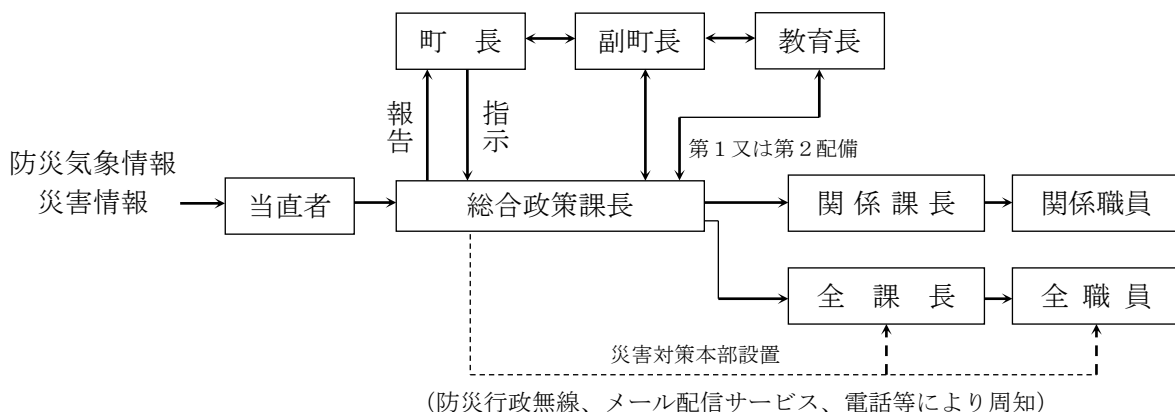 町　長
副町長
教育長
報告
指示
第１又は第２配備
防災気象情報
災害情報
当直者
総合政策課長
関 係 課 長
関係職員
全　課　長
全 職 員
災害対策本部設置
（防災行政無線、メール配信サービス、電話等により周知）